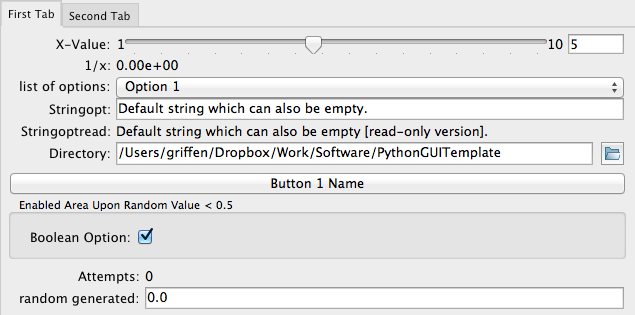 First Tab Second Tab
X-Value: 1 10 5
1/x: 0.00e+00
list of options: Option 1
Stringopt: Default string which can also be empty.
Stringoptread: Default string which can also be empty [read-only version].
Directory: /Users/griffen/Dropbox/Work/Software/PythonGUITemplate
Button 1 Name
Enabled Area Upon Random Value < 0.5
Boolean Option:
Attempts: 0
random generated: 0.0